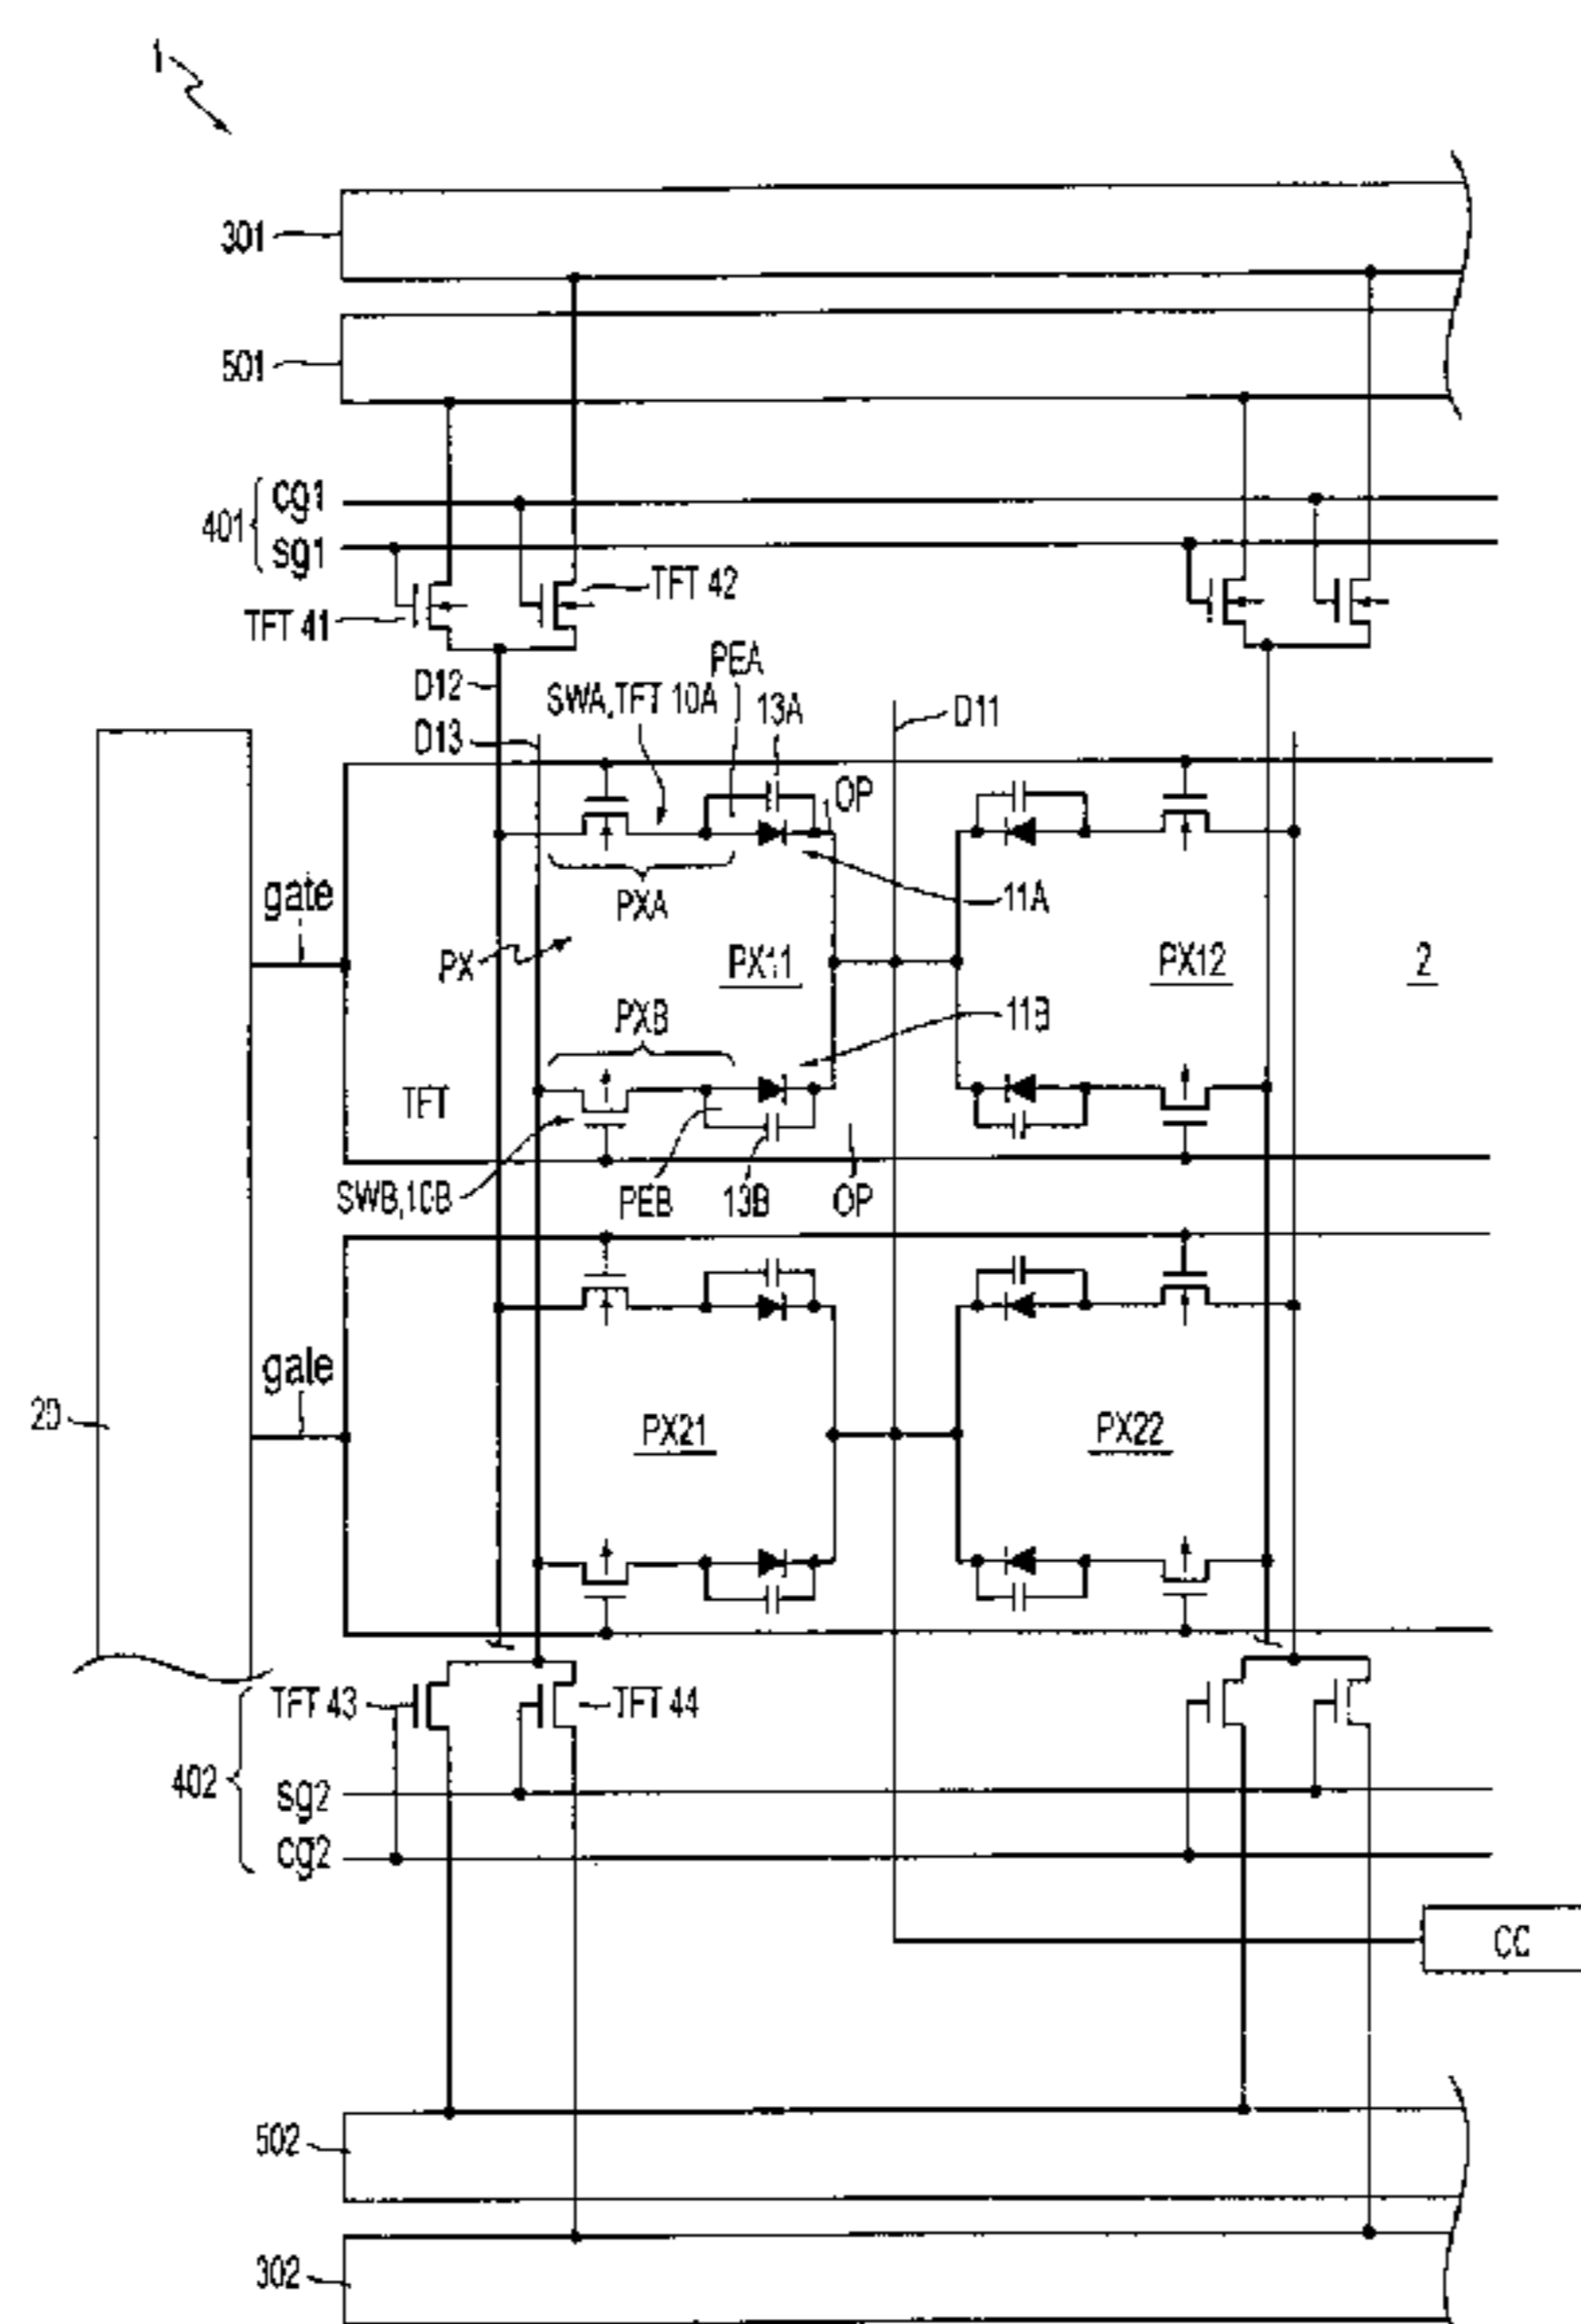 1
301
501
401
cg1
sg1
TFT 41
TFT 42
D12
D13
SWA,TFT 10A
PEA
13A
D11
OP
gate
PXA
11A
PX
PX11
PX12
2
PXB
11B
TFT
SWB,10B
PEB
13B
OP
gate
20
PX21
PX22
TFT 43
TFT 44
402
sg2
cg2
CC
502
302